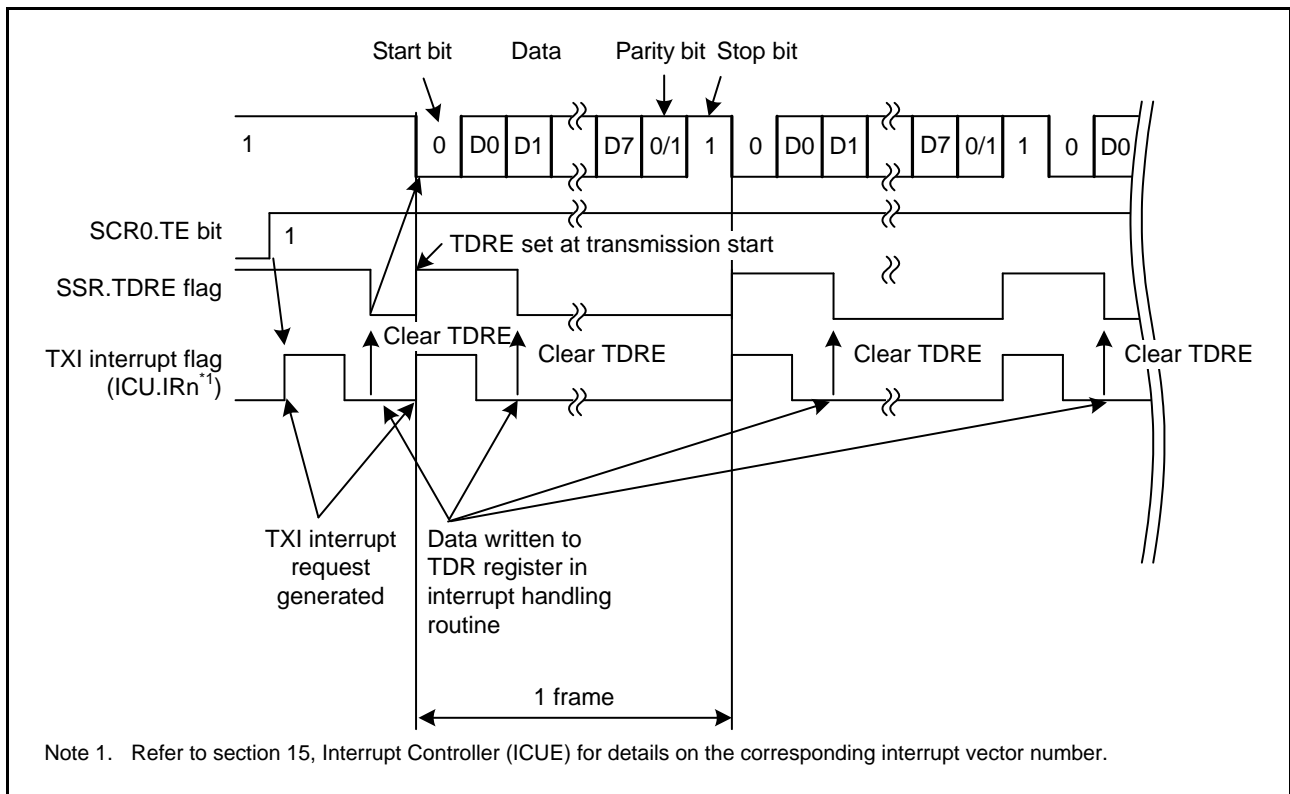 Start bit Data Parity bit Stop bit
1 0 D0 D1 D7 0/1 1 0 D0 D1 D7 0/1 1 0 D0
SCR0.TE bit 1
TDRE set at transmission start
SSR.TDRE flag
Clear TDRE Clear TDRE Clear TDRE Clear TDRE
TXI interrupt flag
(ICU.IRn*1)
TXI interrupt
request
generated
Data written to
TDR register in
interrupt handling
routine
1 frame
Note 1. Refer to section 15, Interrupt Controller (ICUE) for details on the corresponding interrupt vector number.